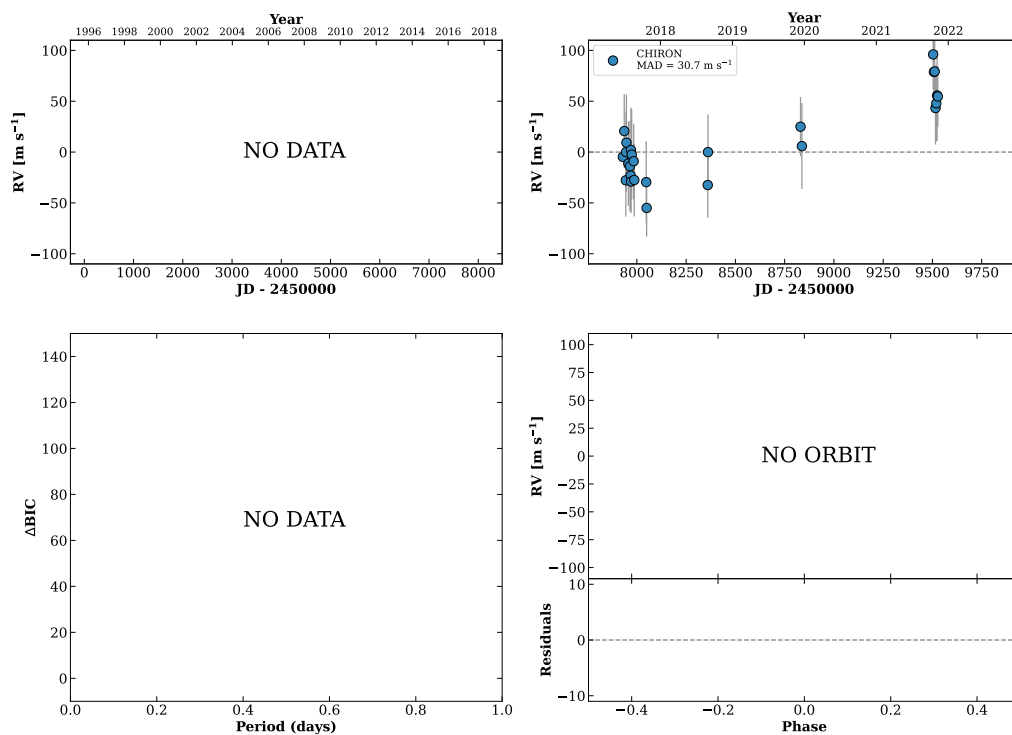 Year
1996 1998 2000 2002 2004 2006 2008 2010 2012 2014 2016 2018
RV [m s⁻¹]
100
50
0
−50
−100
NO DATA
0 1000 2000 3000 4000 5000 6000 7000 8000
JD - 2450000
Year
2018 2019 2020 2021 2022
RV [m s⁻¹]
100
50
0
−50
−100
CHIRON
MAD = 30.7 m s⁻¹
8000 8250 8500 8750 9000 9250 9500 9750
JD - 2450000
ΔBIC
140
120
100
80
60
40
20
0
NO DATA
0.0 0.2 0.4 0.6 0.8 1.0
Period (days)
RV [m s⁻¹]
100
75
50
25
0
−25
−50
−75
−100
NO ORBIT
Residuals
10
0
−10
−0.4 −0.2 0.0 0.2 0.4
Phase